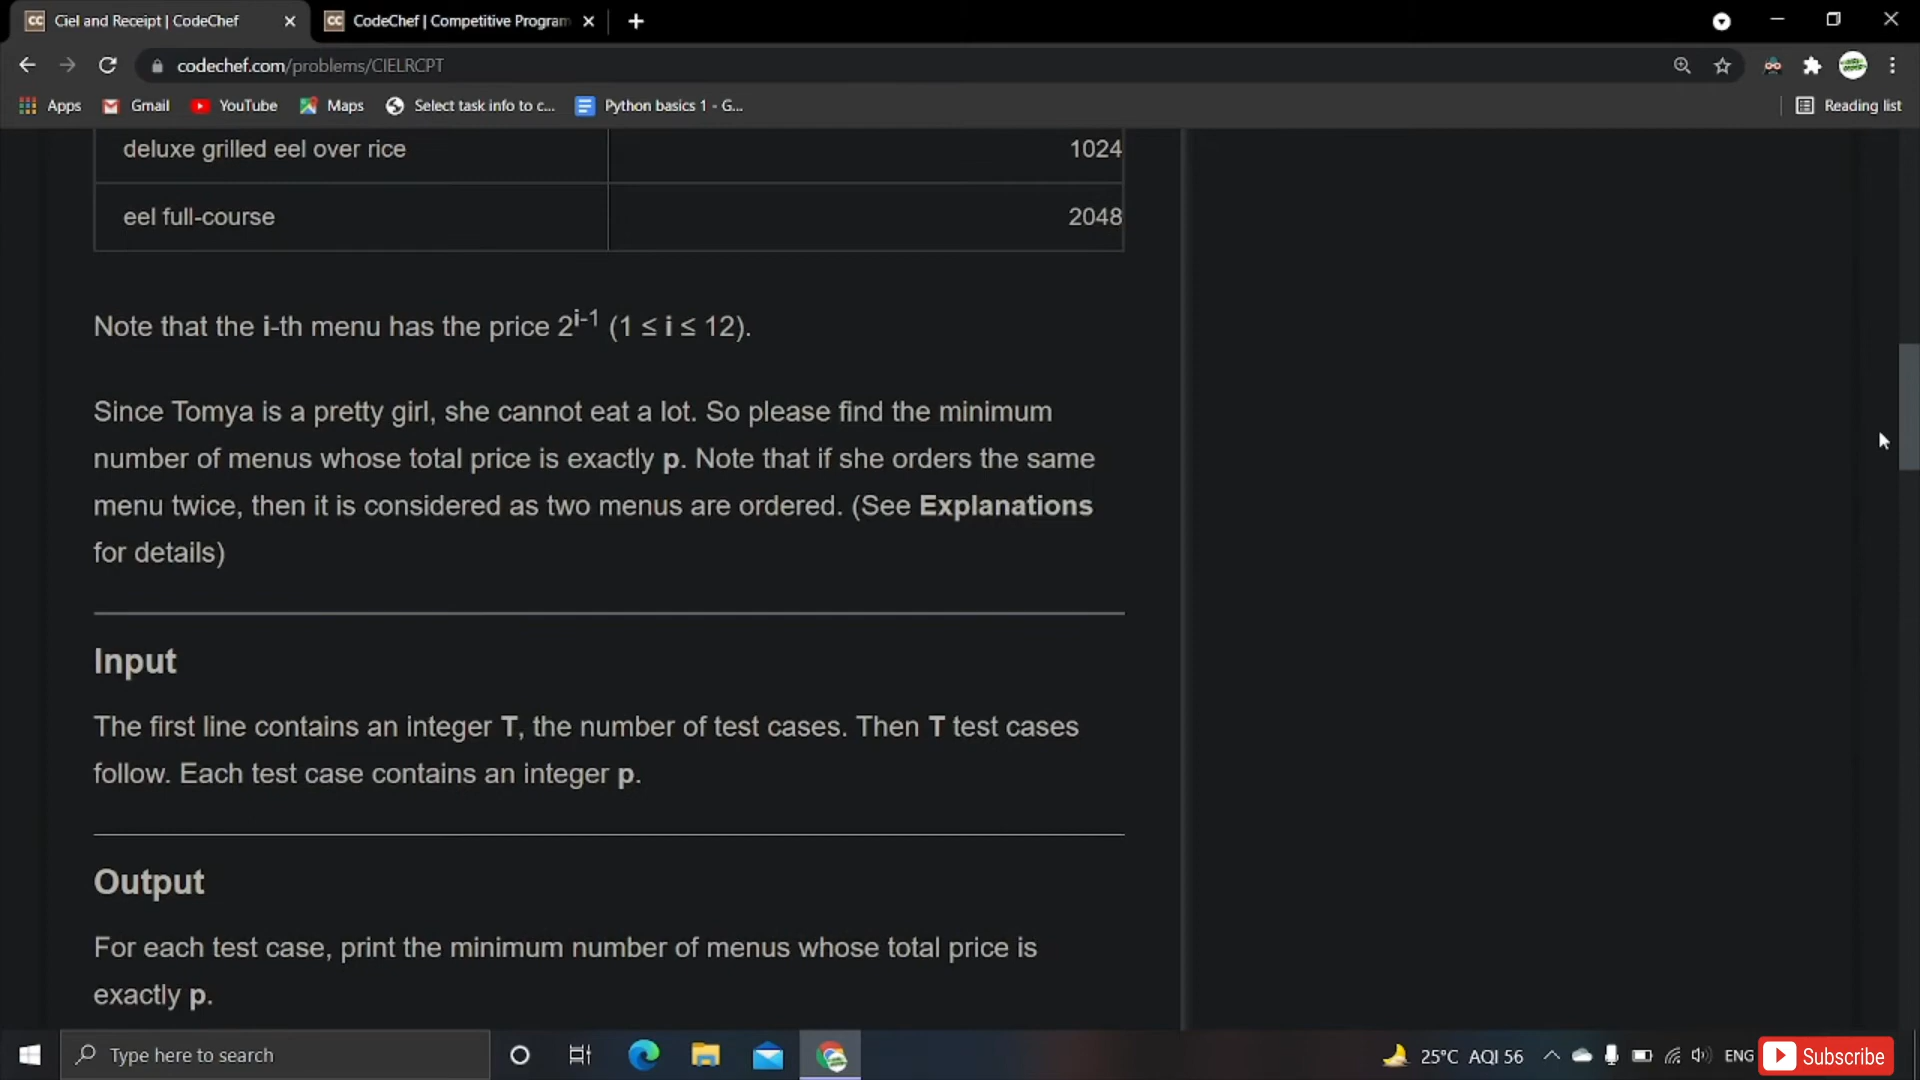 Ciel and Receipt | CodeChef
CodeChef | Competitive Program
codechef.com/problems/CIELRCPT
Apps
Gmail
YouTube
Maps
Select task info to c...
Python basics 1 - G...
Reading list
deluxe grilled eel over rice 1024
eel full-course 2048
Note that the i-th menu has the price 2^i-1 (1 ≤ i ≤ 12).
Since Tomya is a pretty girl, she cannot eat a lot. So please find the minimum
number of menus whose total price is exactly p. Note that if she orders the same
menu twice, then it is considered as two menus are ordered. (See Explanations
for details)
Input
The first line contains an integer T, the number of test cases. Then T test cases
follow. Each test case contains an integer p.
Output
For each test case, print the minimum number of menus whose total price is
exactly p.
Type here to search
25°C AQI 56
ENG
Subscribe